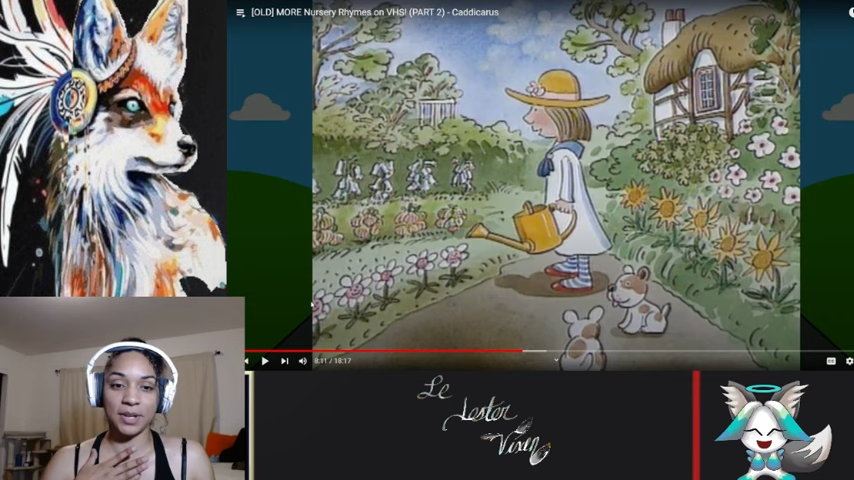 [OLD] MORE Nursery Rhymes on VHS! (PART 2) - Caddicarus
8:11 / 18:17
Le
Lester
Vixen